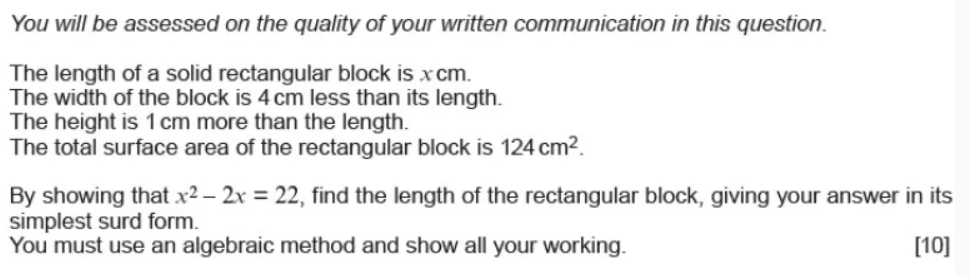 You will be assessed on the quality of your written communication in this question.
The length of a solid rectangular block is x cm.
The width of the block is 4 cm less than its length.
The height is 1 cm more than the length.
The total surface area of the rectangular block is 124 cm².
By showing that x² – 2x = 22, find the length of the rectangular block, giving your answer in its
simplest surd form.
You must use an algebraic method and show all your working. [10]